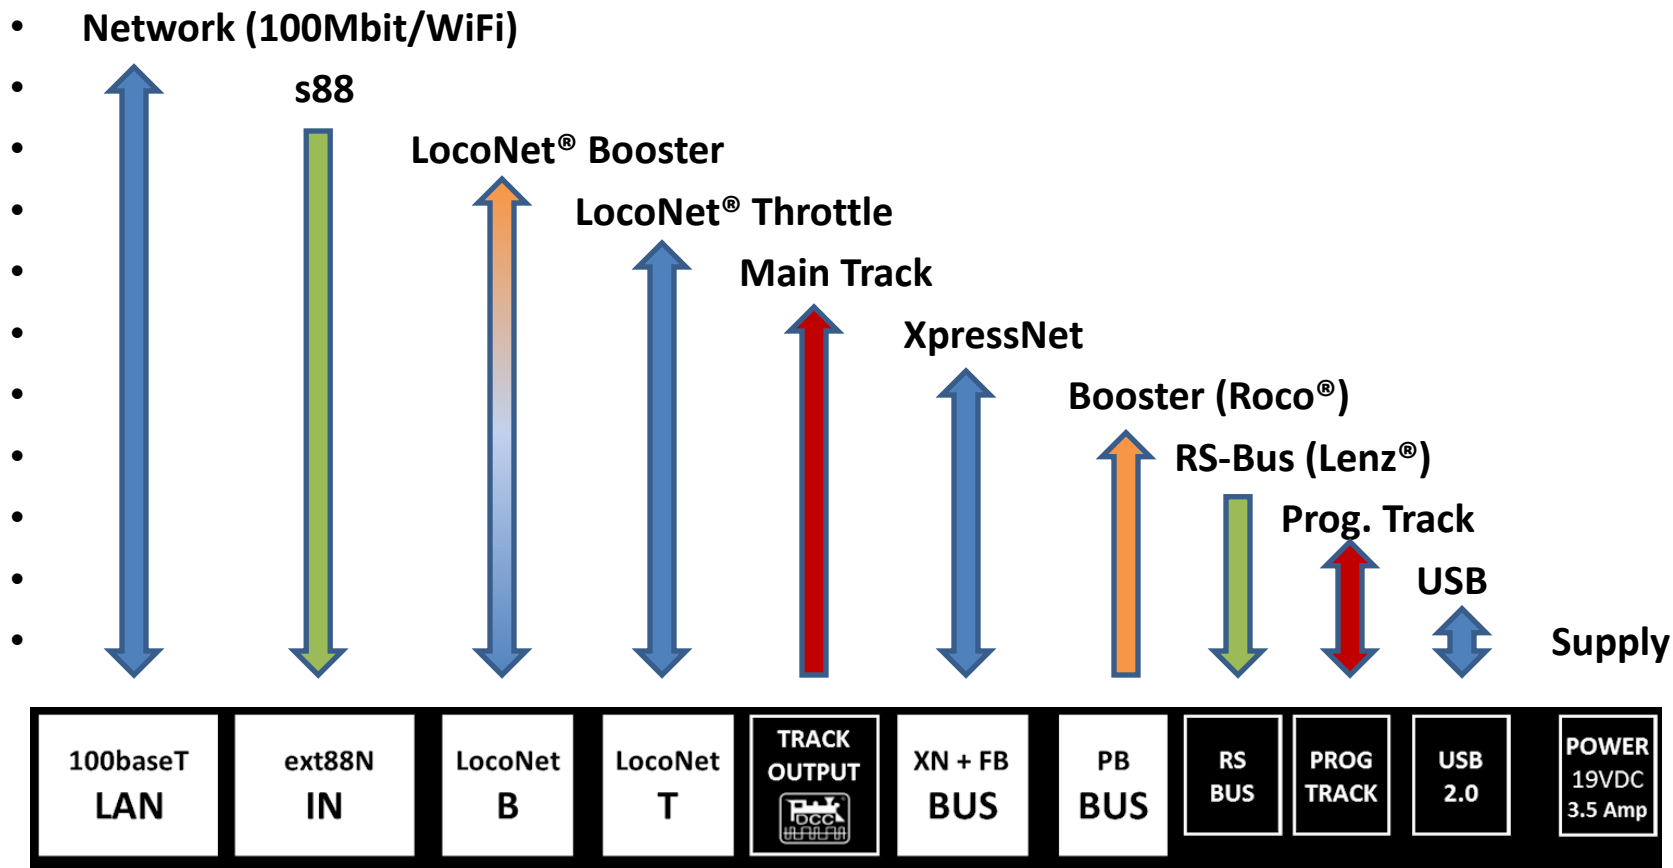 • Network (100Mbit/WiFi)
• s88
• LocoNet® Booster
• LocoNet® Throttle
• Main Track
• XpressNet
• Booster (Roco®)
• RS-Bus (Lenz®)
• Prog. Track
• USB
• Supply
100baseT
LAN
ext88N
IN
LocoNet
B
LocoNet
T
TRACK
OUTPUT
DCC
XN + FB
BUS
PB
BUS
RS
BUS
PROG
TRACK
USB
2.0
POWER
19VDC
3.5 Amp